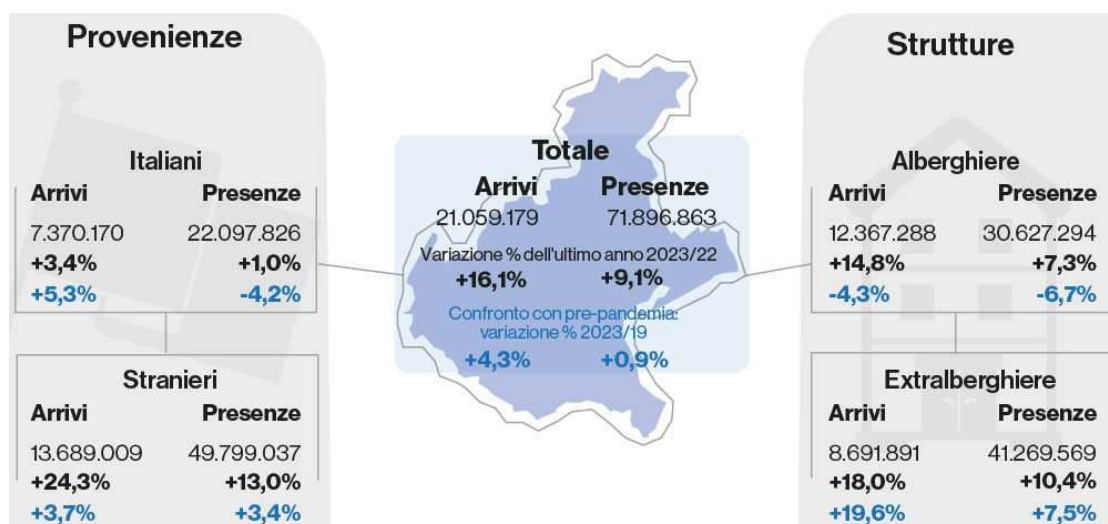 Provenienze
Italiani
Arrivi Presenze
7.370.170 22.097.826
+3,4% +1,0%
+5,3% -4,2%
Stranieri
Arrivi Presenze
13.689.009 49.799.037
+24,3% +13,0%
+3,7% +3,4%
Totale
Arrivi Presenze
21.059.179 71.896.863
Variazione % dell'ultimo anno 2023/22
+16,1% +9,1%
Confronto con pre-pandemia:
variazione % 2023/19
+4,3% +0,9%
Strutture
Alberghiere
Arrivi Presenze
12.367.288 30.627.294
+14,8% +7,3%
-4,3% -6,7%
Extralberghiere
Arrivi Presenze
8.691.891 41.269.569
+18,0% +10,4%
+19,6% +7,5%